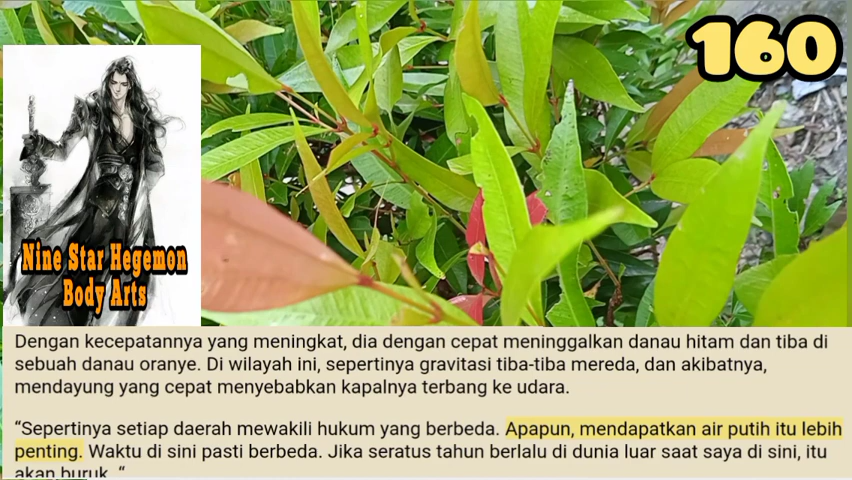 160
Nine Star Hegemon
Body Arts
Dengan kecepatannya yang meningkat, dia dengan cepat meninggalkan danau hitam dan tiba di
sebuah danau oranye. Di wilayah ini, sepertinya gravitasi tiba-tiba mereda, dan akibatnya,
mendayung yang cepat menyebabkan kapalnya terbang ke udara.
“Sepertinya setiap daerah mewakili hukum yang berbeda. Apapun, mendapatkan air putih itu lebih
penting. Waktu di sini pasti berbeda. Jika seratus tahun berlalu di dunia luar saat saya di sini, itu
akan buruk. “